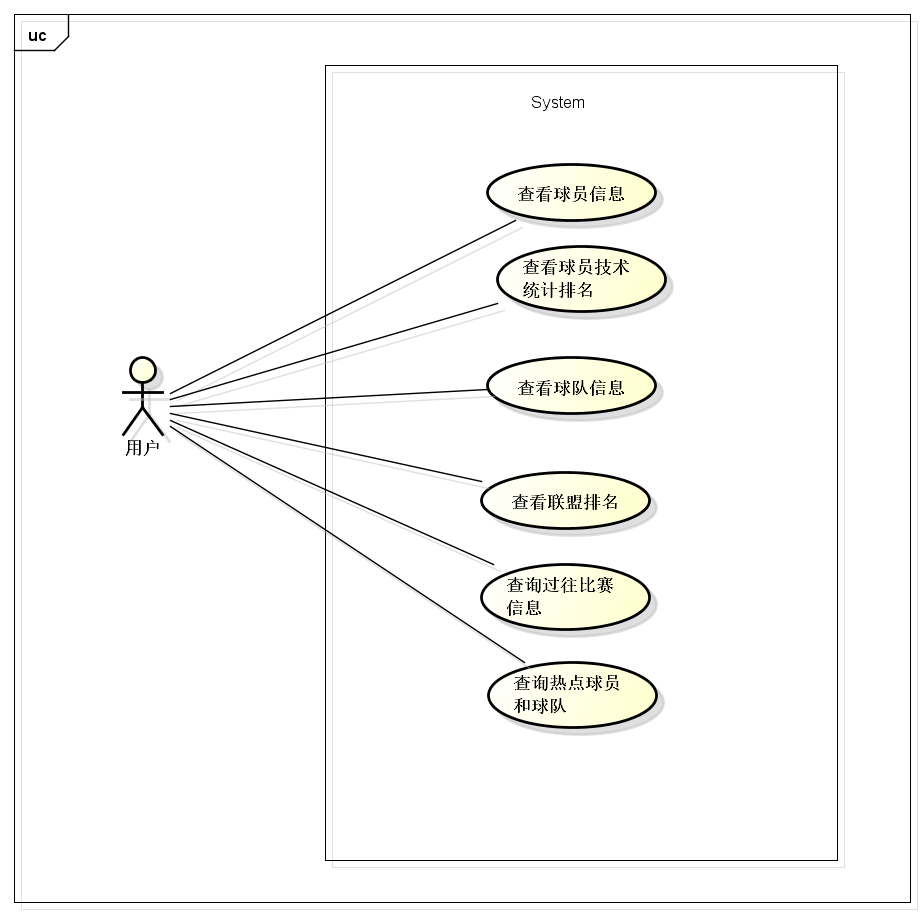 uc
System
查看球员信息
查看球员技术
统计排名
查看球队信息
用户
查看联盟排名
查询过往比赛
信息
查询热点球员
和球队